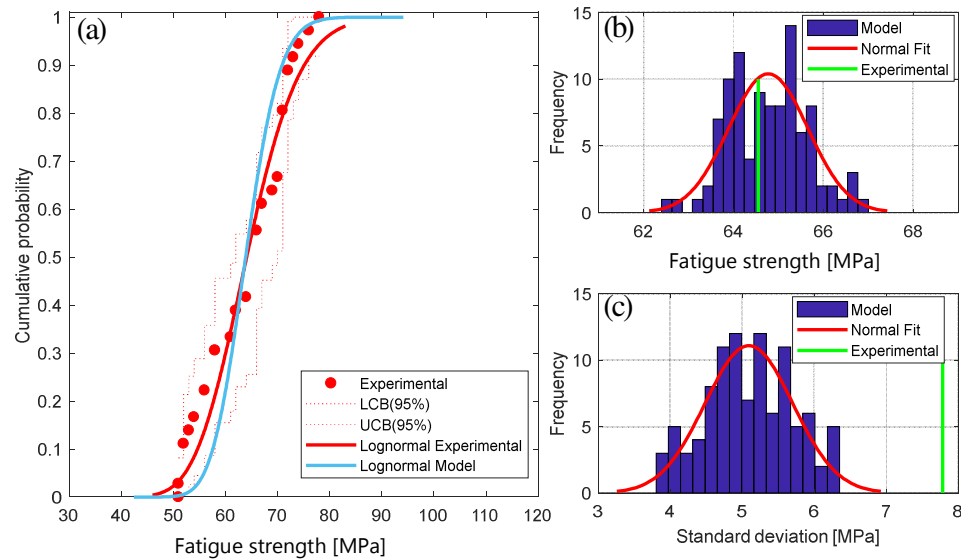 (a)
Cumulative probability
1
0.9
0.8
0.7
0.6
0.5
0.4
0.3
0.2
0.1
0
30 40 50 60 70 80 90 100 110 120
Fatigue strength [MPa]
Experimental
LCB(95%)
UCB(95%)
Lognormal Experimental
Lognormal Model
(b)
Frequency
15
10
5
0
62 64 66 68
Fatigue strength [MPa]
Model
Normal Fit
Experimental
(c)
Frequency
15
10
5
0
3 4 5 6 7 8
Standard deviation [MPa]
Model
Normal Fit
Experimental